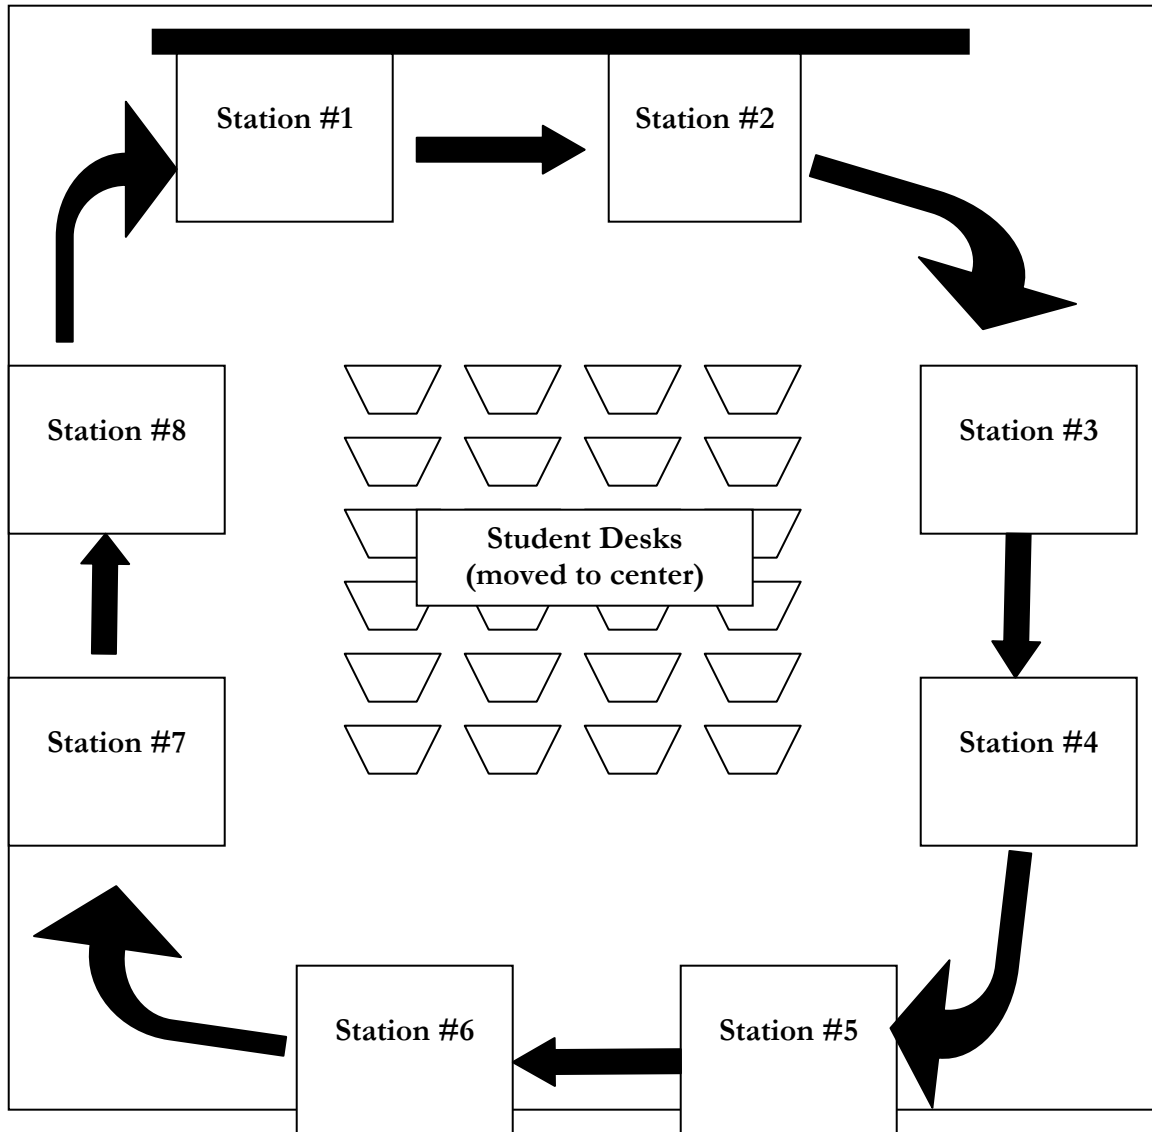 Station #1
Station #2
Station #8
Station #3
Student Desks
(moved to center)
Station #7
Station #4
Station #6
Station #5